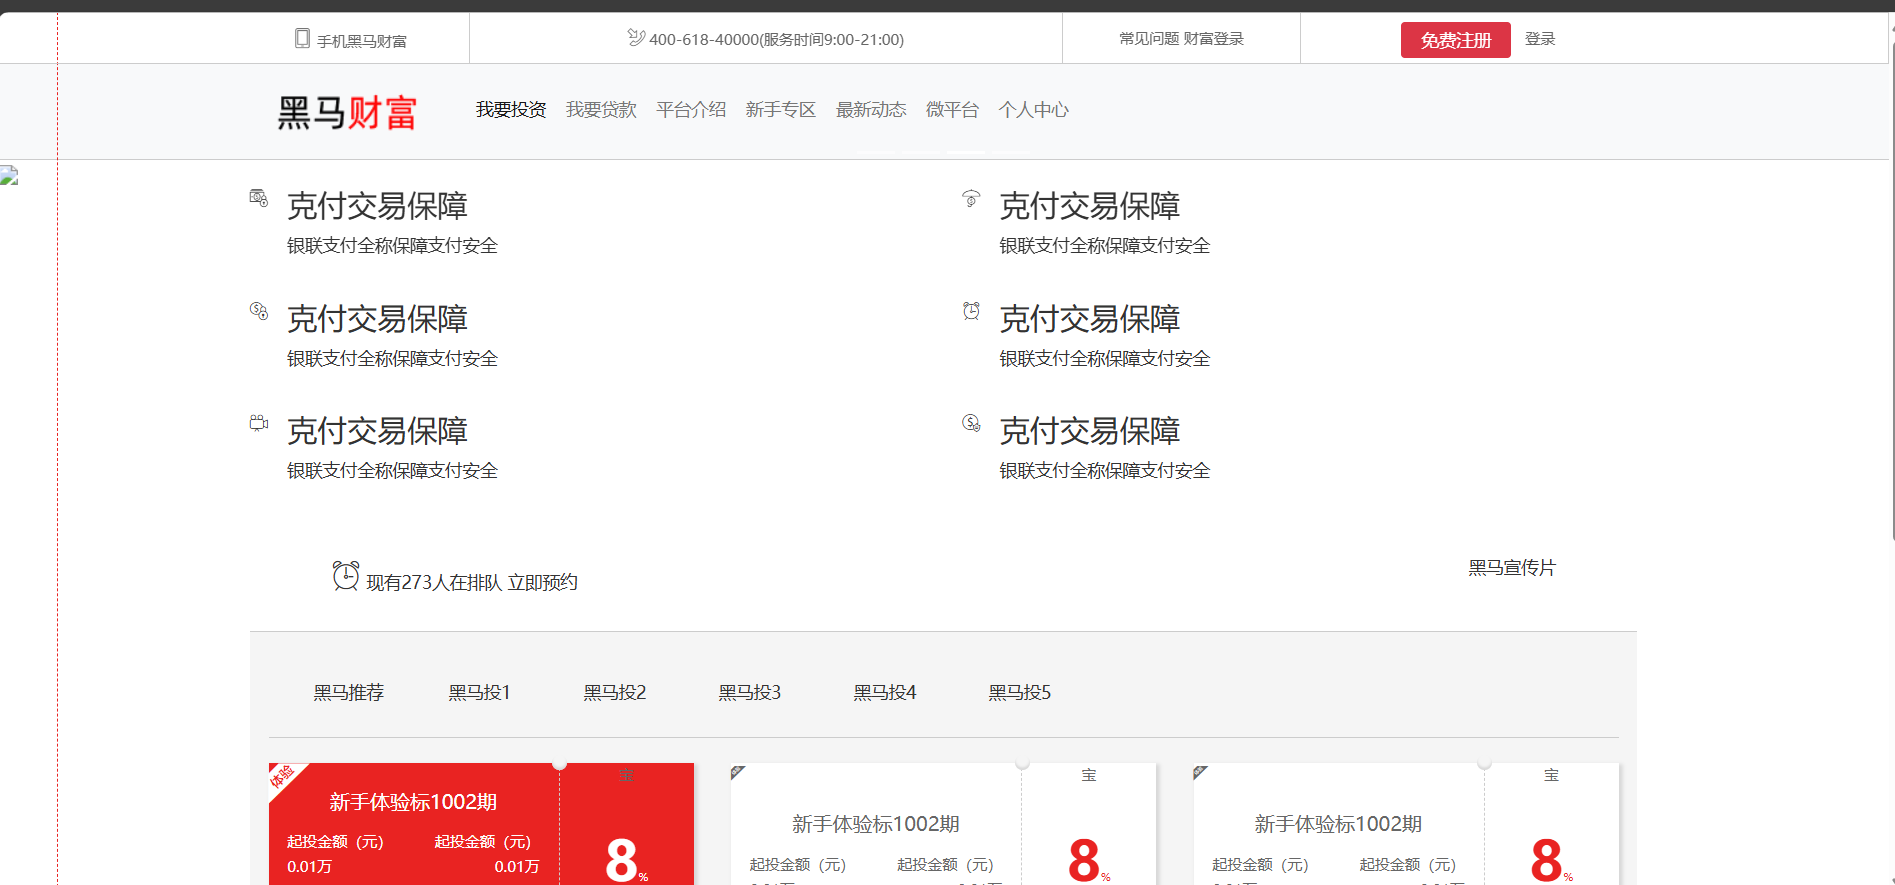 手机黑马财富
400-618-40000(服务时间9:00-21:00)
常见问题 财富登录
免费注册
登录
黑马财富
我要投资 我要贷款 平台介绍 新手专区 最新动态 微平台 个人中心
克付交易保障
银联支付全称保障支付安全
克付交易保障
银联支付全称保障支付安全
克付交易保障
银联支付全称保障支付安全
克付交易保障
银联支付全称保障支付安全
克付交易保障
银联支付全称保障支付安全
克付交易保障
银联支付全称保障支付安全
现有273人在排队 立即预约
黑马宣传片
黑马推荐 黑马投1 黑马投2 黑马投3 黑马投4 黑马投5
体验
新手体验标1002期
起投金额（元） 起投金额（元）
0.01万 0.01万
宝
8%
新手体验标1002期
起投金额（元） 起投金额（元）
宝
8%
新手体验标1002期
起投金额（元） 起投金额（元）
宝
8%